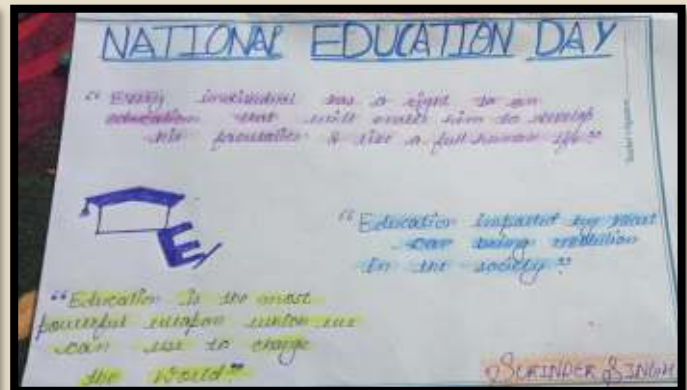 NATIONAL EDUCATION DAY
“ Every individual has a right to an
education that will enable him to develop
his faculties & live a full human life ”
“ Education imparted by heart
can bring revolution
in the society ”
“ Education is the most
powerful weapon which we
can use to change
the World ”
SURINDER SINGH